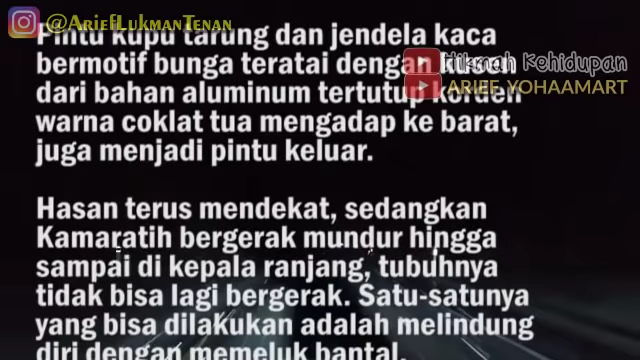 @AriefLukmanTenan
Pintu kupu tarung dan jendela kaca
Hikmah Kehidupan
bermotif bunga teratai dengan kusen
ARIEF YOHAAMART
dari bahan aluminum tertutup korden
warna coklat tua mengadap ke barat,
juga menjadi pintu keluar.
Hasan terus mendekat, sedangkan
Kamaratih bergerak mundur hingga
sampai di kepala ranjang, tubuhnya
tidak bisa lagi bergerak. Satu-satunya
yang bisa dilakukan adalah melindung
diri dengan memeluk bantal.